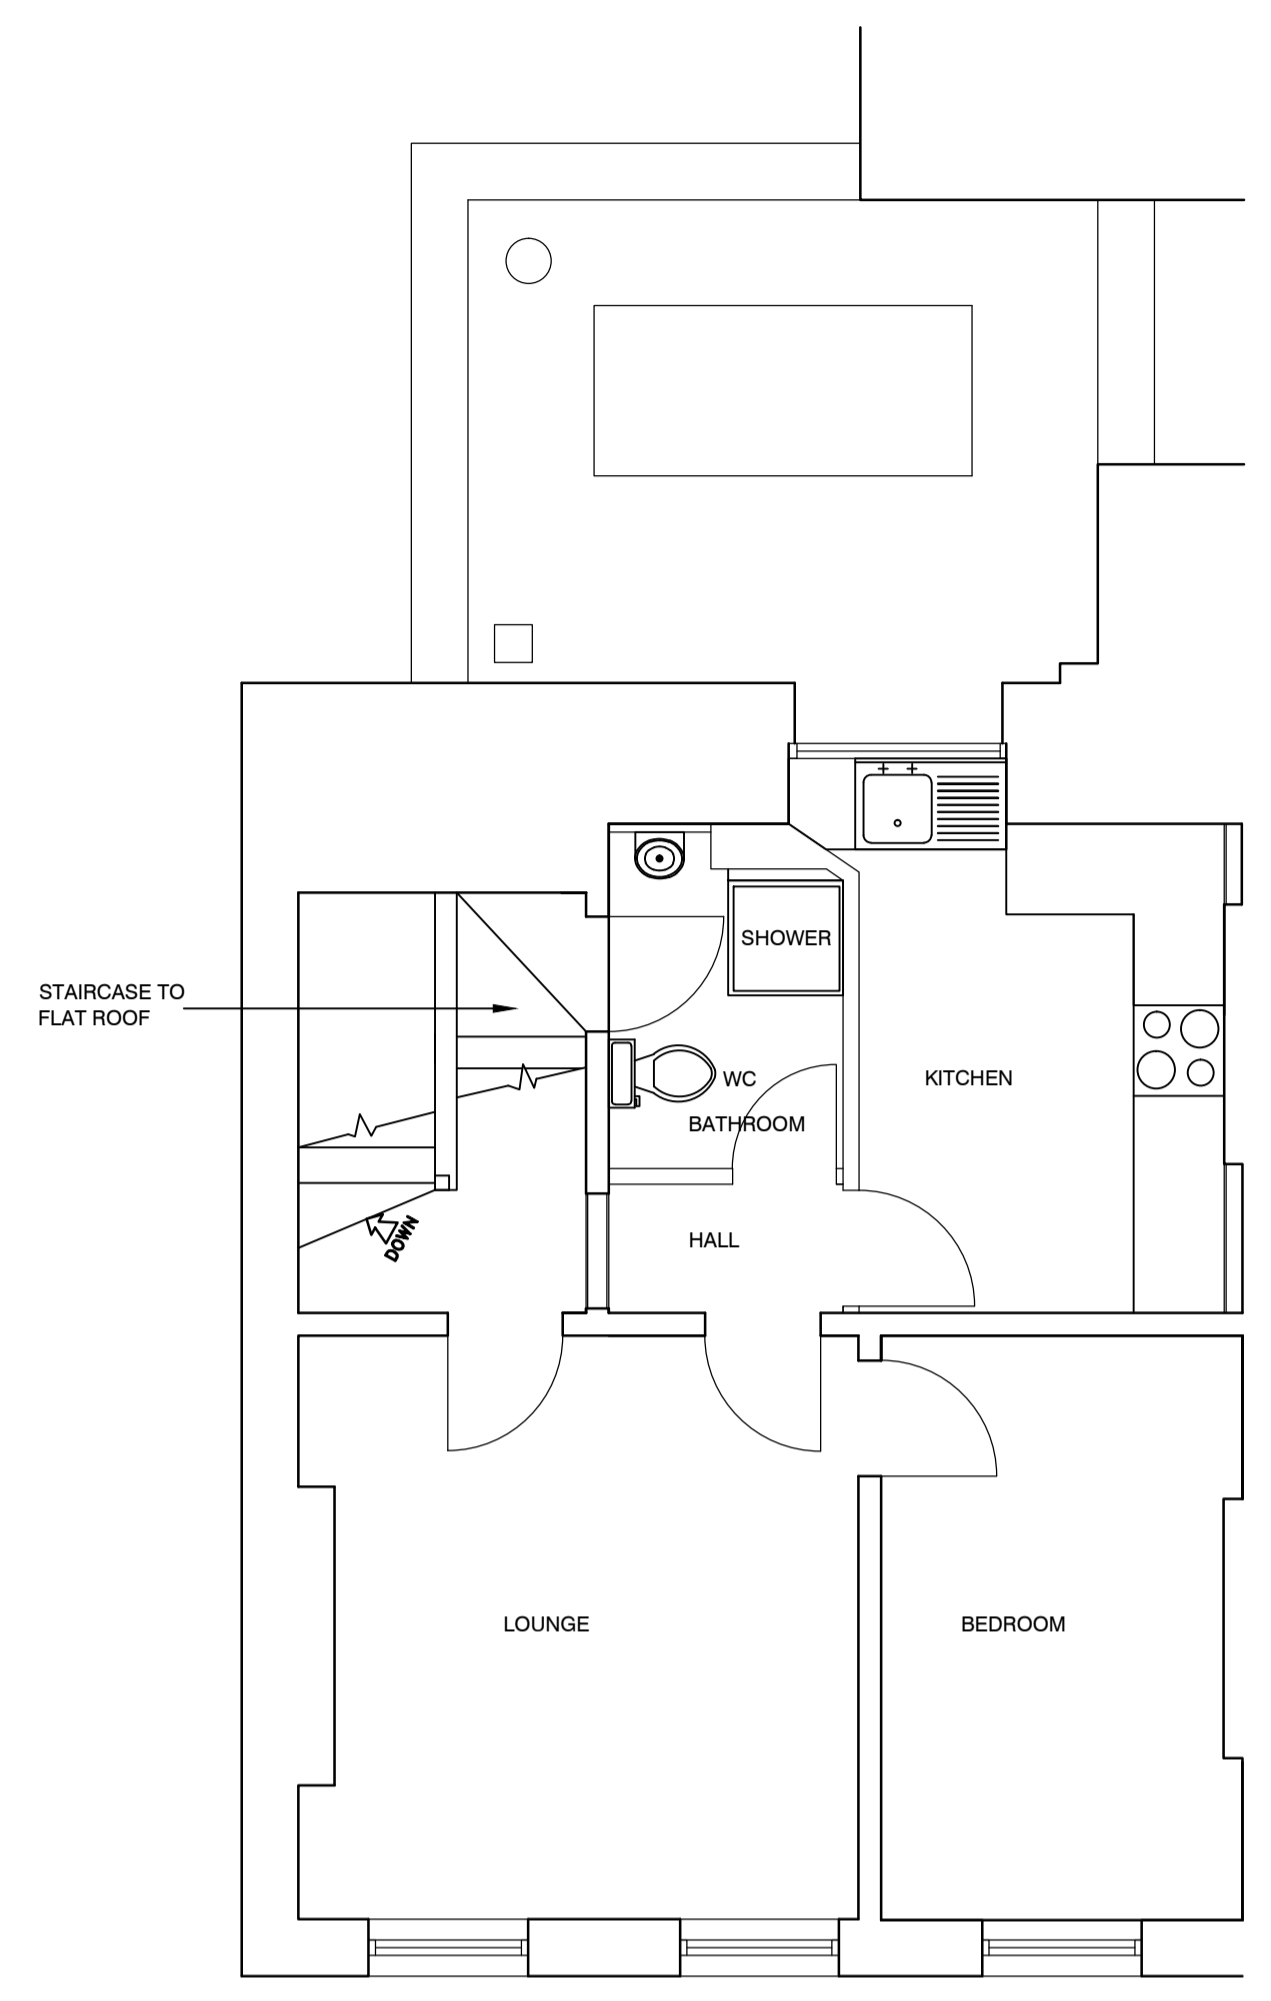 SHOWER
STAIRCASE TO
FLAT ROOF
WC
KITCHEN
BATHROOM
DOWN
HALL
LOUNGE
BEDROOM